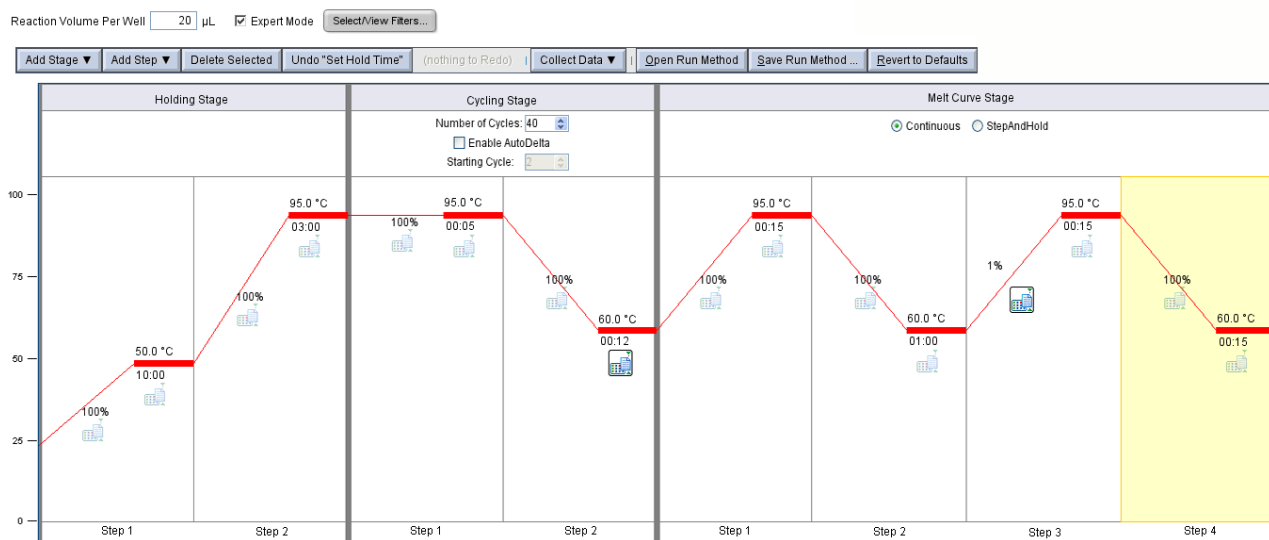 Reaction Volume Per Well 20 µL Expert Mode Select/View Filters...
Add Stage ▼ Add Step ▼ Delete Selected Undo "Set Hold Time" (nothing to Redo) Collect Data ▼ Open Run Method Save Run Method ... Revert to Defaults
Holding Stage Cycling Stage Melt Curve Stage
Number of Cycles: 40
Enable AutoDelta
Starting Cycle: 2
Continuous StepAndHold
100
75
50
25
0
100%
50.0 °C
10:00
Step 1
100%
95.0 °C
03:00
Step 2
100%
95.0 °C
00:05
Step 1
100%
60.0 °C
00:12
Step 2
100%
95.0 °C
00:15
Step 1
100%
60.0 °C
01:00
Step 2
1%
95.0 °C
00:15
Step 3
100%
60.0 °C
00:15
Step 4